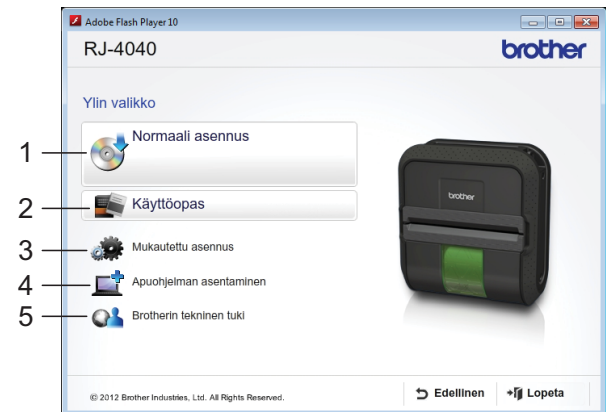 Adobe Flash Player 10
RJ-4040
brother
Ylin valikko
1
Normaali asennus
brother
2
Käyttöopas
3
Mukautettu asennus
4
Apuohjelman asentaminen
5
Brotherin tekninen tuki
© 2012 Brother Industries, Ltd. All Rights Reserved.
Edellinen
Lopeta